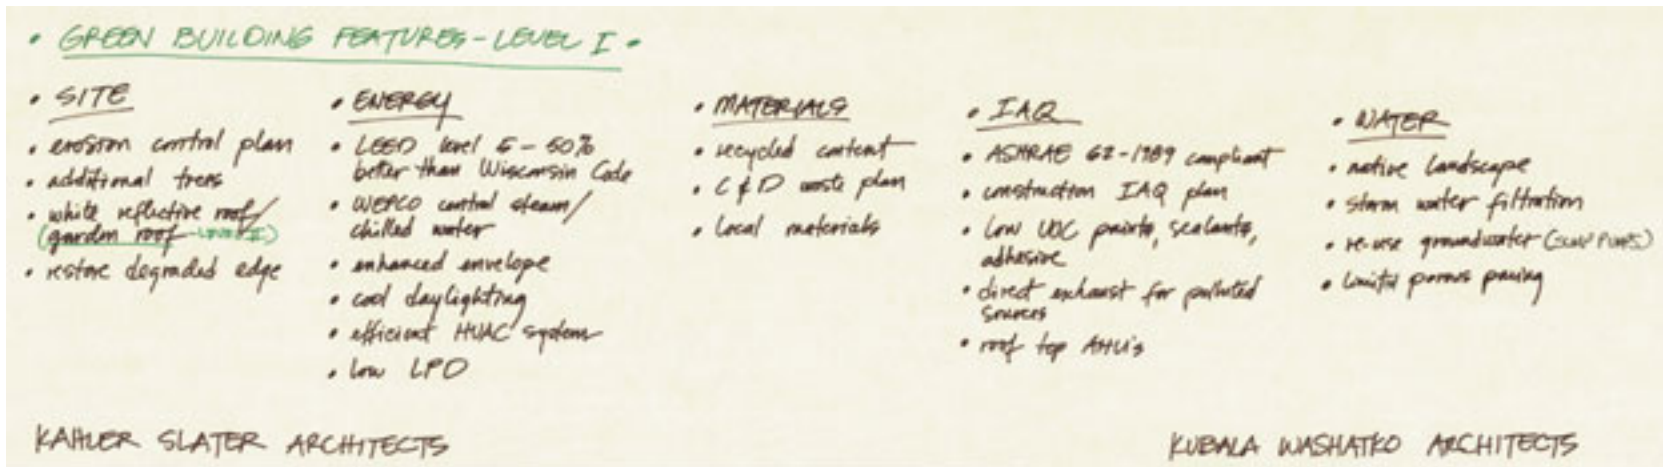 • GREEN BUILDING FEATURES - LEVEL I •
• SITE
• erosion control plan
• additional trees
• white reflective roof/
(garden roof - LEVEL II)
• restore degraded edge
• ENERGY
• LEED level 5 - 50%
better than Wisconsin Code
• WEPCO control steam/
chilled water
• enhanced envelope
• cool daylighting
• efficient HVAC system
• low LPD
• MATERIALS
• recycled content
• C & D waste plan
• local materials
• IAQ
• ASHRAE 62-1989 compliant
• construction IAQ plan
• low VOC paints, sealants,
adhesive
• direct exhaust for polluted
sources
• roof top AHU's
• WATER
• native landscape
• storm water filtration
• re-use groundwater (SUMP PUMPS)
• limited porous paving
KAHLER SLATER ARCHITECTS
KUBALA WASHATKO ARCHITECTS